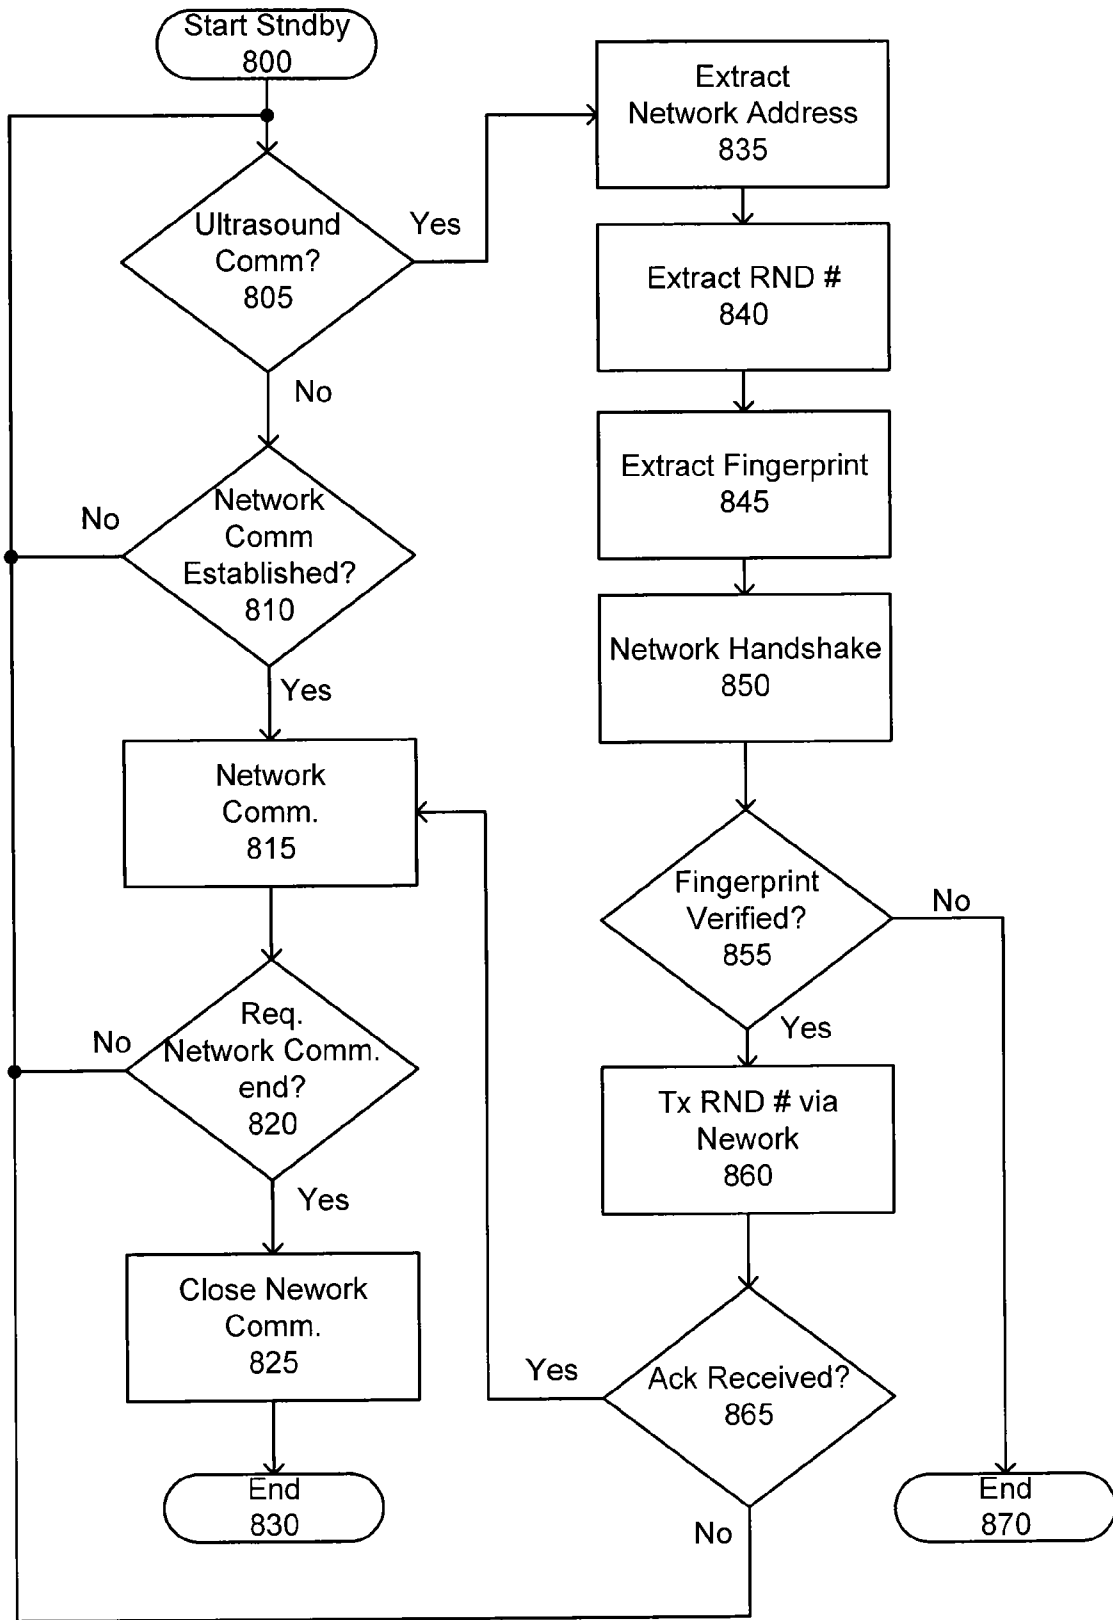 Start Stndby
800
Ultrasound
Comm?
805
Yes
No
Network
Comm
Established?
810
No
Yes
Network
Comm.
815
Req.
Network Comm.
end?
820
No
Yes
Close Nework
Comm.
825
End
830
Extract
Network Address
835
Extract RND #
840
Extract Fingerprint
845
Network Handshake
850
Fingerprint
Verified?
855
No
Yes
Tx RND # via
Nework
860
Ack Received?
865
Yes
No
End
870